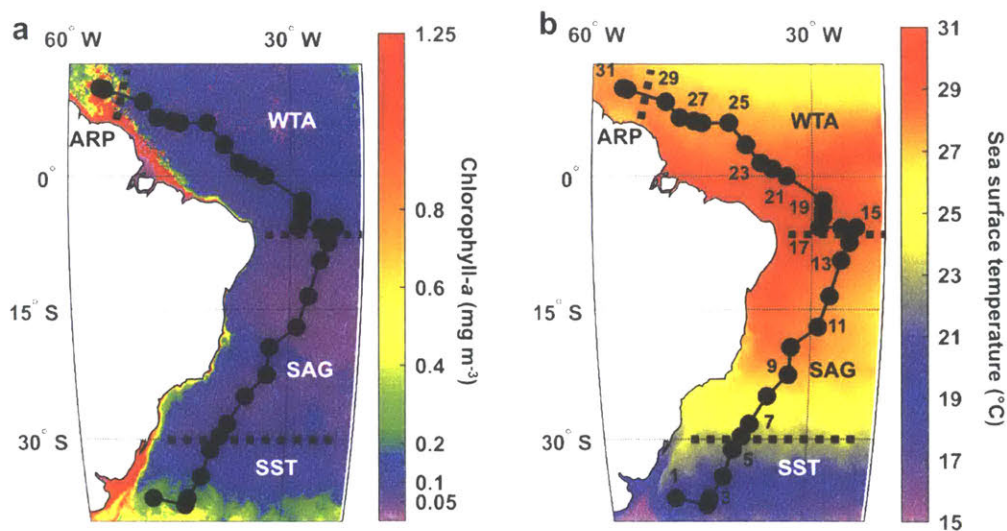 a
60° W
30° W
ARP
WTA
0°
15° S
SAG
30° S
SST
1.25
0.8
0.6
0.4
0.2
0.1
0.05
Chlorophyll-a (mg m-3)
b
60° W
30° W
31
29
27
25
ARP
WTA
0°
23
21
19
15
17
13
15° S
11
9
SAG
7
30° S
5
SST
1
3
31
29
27
25
23
21
19
17
15
Sea surface temperature (°C)